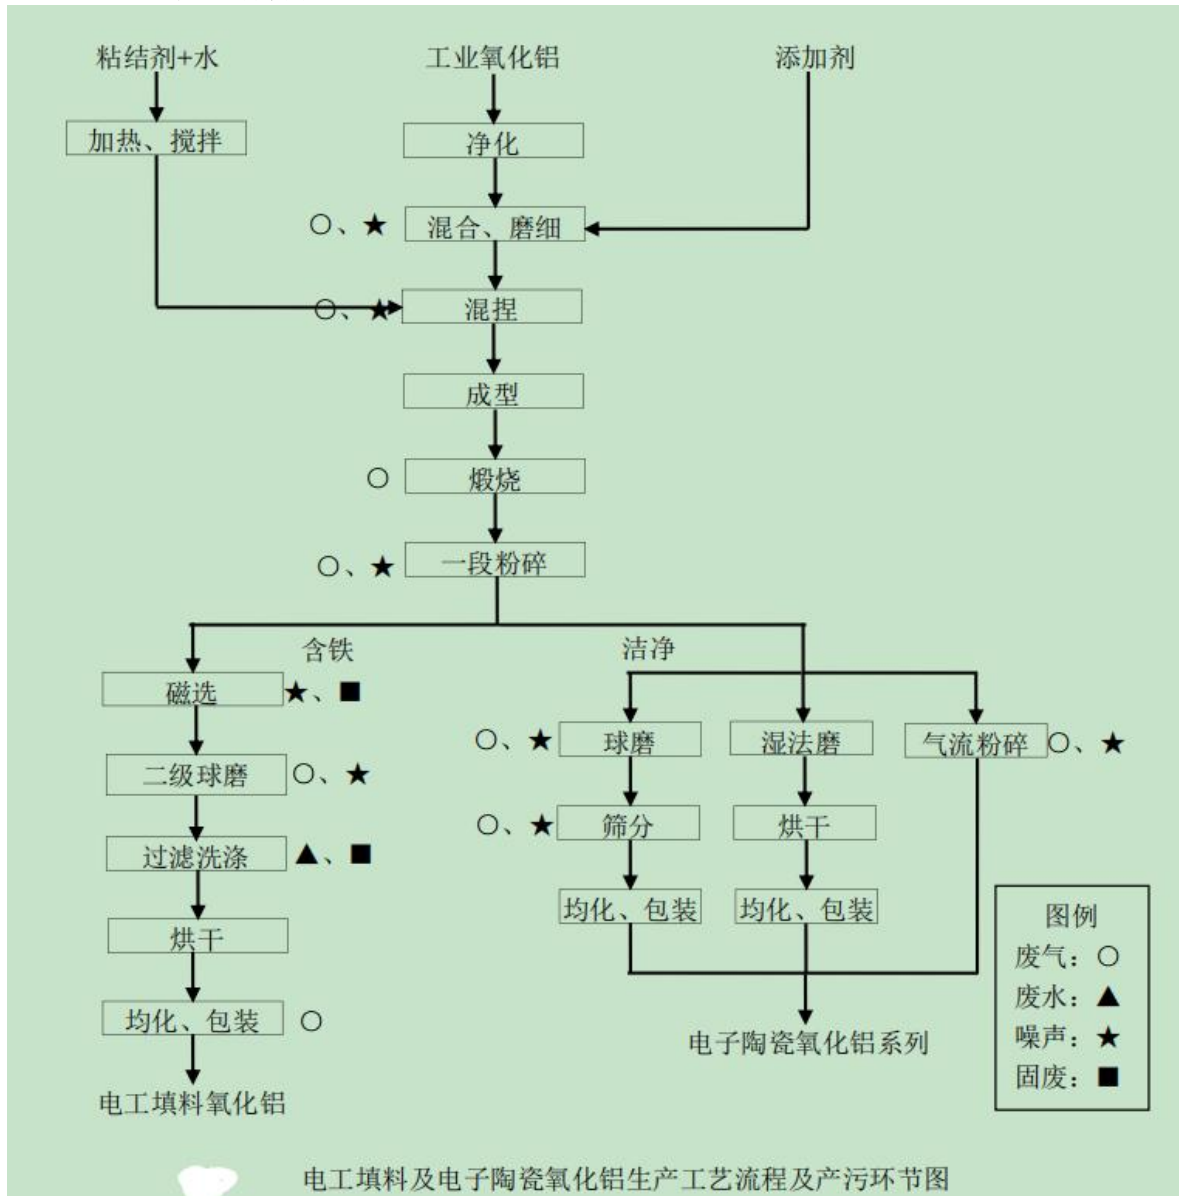 粘结剂+水 工业氧化铝 添加剂
加热、搅拌 净化
○、★ 混合、磨细
○、★ 混捏
成型
○ 煅烧
○、★ 一段粉碎
含铁 洁净
磁选 ★、■
○、★ 球磨 湿法磨 气流粉碎 ○、★
二级球磨 ○、★
○、★ 筛分 烘干
过滤洗涤 ▲、■
均化、包装 均化、包装
烘干
均化、包装 ○
电子陶瓷氧化铝系列
电工填料氧化铝
图例
废气：○
废水：▲
噪声：★
固废：■
电工填料及电子陶瓷氧化铝生产工艺流程及产污环节图